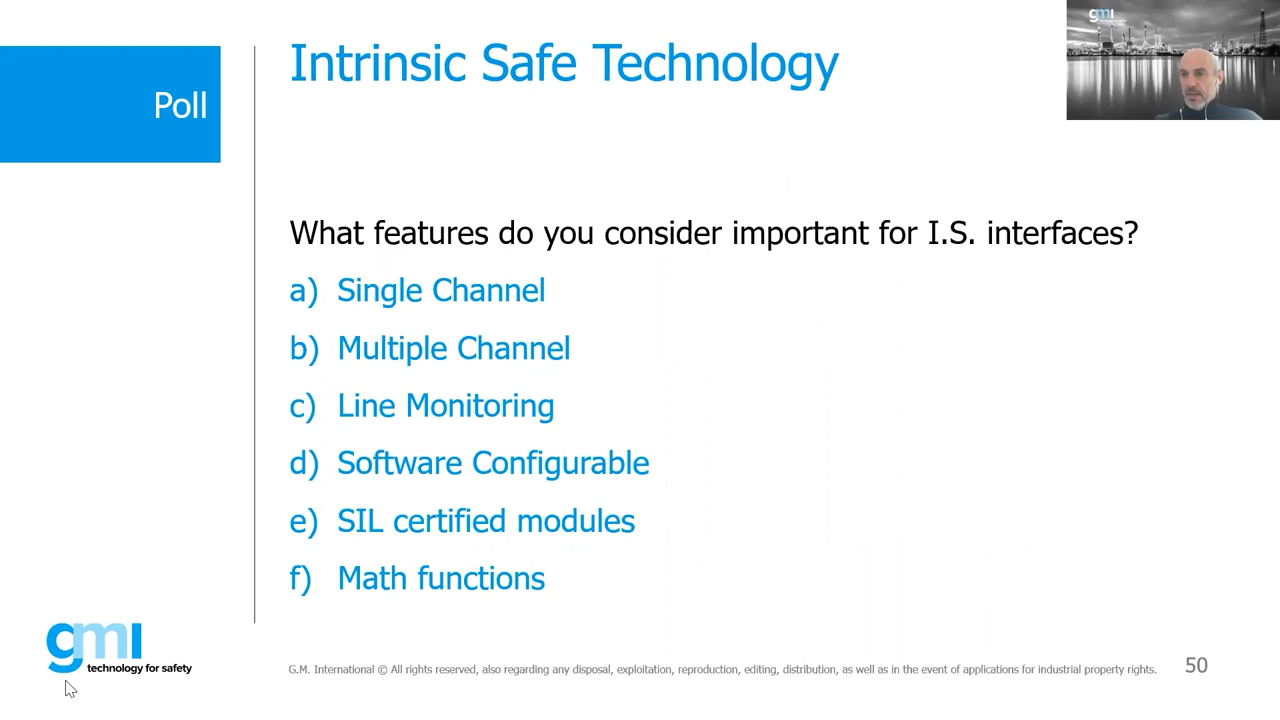 Poll
Intrinsic Safe Technology
gmi
What features do you consider important for I.S. interfaces?
a) Single Channel
b) Multiple Channel
c) Line Monitoring
d) Software Configurable
e) SIL certified modules
f) Math functions
gmi
technology for safety
G.M. International © All rights reserved, also regarding any disposal, exploitation, reproduction, editing, distribution, as well as in the event of applications for industrial property rights.
50